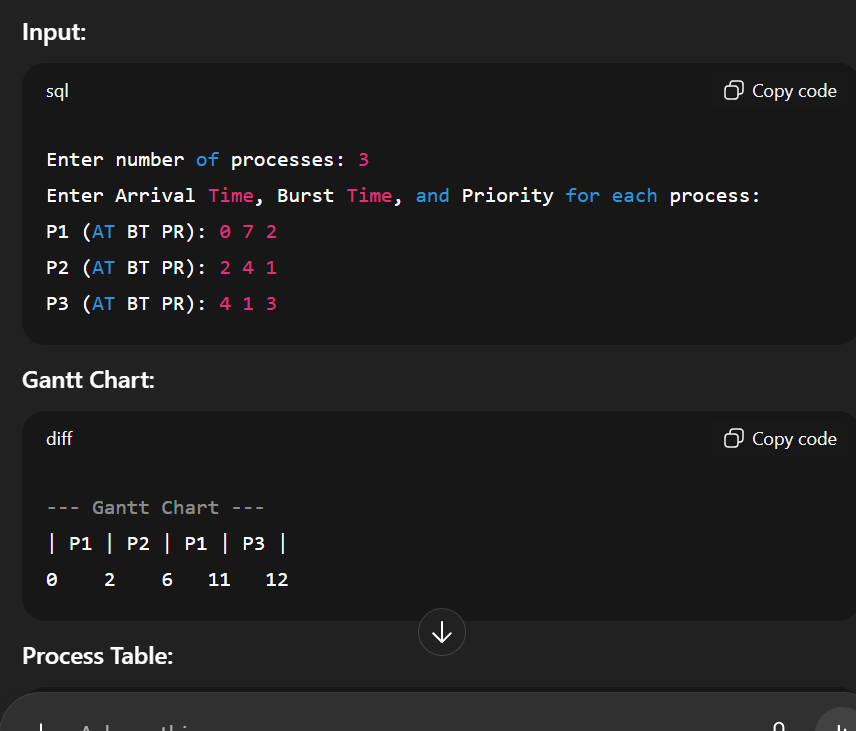 Input:
sql
Copy code
Enter number of processes: 3
Enter Arrival Time, Burst Time, and Priority for each process:
P1 (AT BT PR): 0 7 2
P2 (AT BT PR): 2 4 1
P3 (AT BT PR): 4 1 3
Gantt Chart:
diff
Copy code
--- Gantt Chart ---
| P1 | P2 | P1 | P3 |
0    2    6   11   12
Process Table: